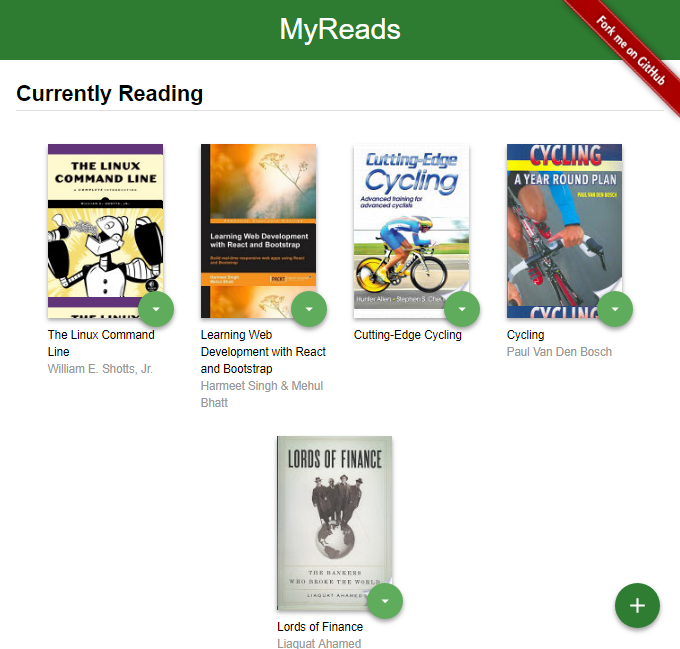 MyReads
Fork me on GitHub
Currently Reading
THE LINUX
COMMAND LINE
A COMPLETE INTRODUCTION
WILLIAM E. SHOTTS, JR.
THE LINUX
Learning Web Development
with React and Bootstrap
Build real-time responsive web apps using React
and Bootstrap
Harmeet Singh
Mehul Bhatt
PACKT
Cutting-Edge
Cycling
Advanced training for
advanced cyclists
Hunter Allen - Stephen S. Che
CYCLING
A YEAR ROUND PLAN
PAUL VAN DEN BOSCH
CYCLING
The Linux Command
Line
William E. Shotts, Jr.
Learning Web
Development with React
and Bootstrap
Harmeet Singh & Mehul
Bhatt
Cutting-Edge Cycling
Cycling
Paul Van Den Bosch
LORDS OF FINANCE
THE BANKERS
WHO BROKE THE WORLD
LIAQUAT AHAMED
Lords of Finance
Liaquat Ahamed